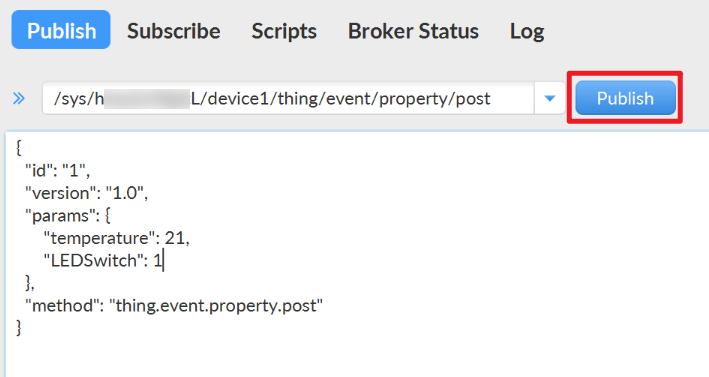 Publish Subscribe Scripts Broker Status Log
/sys/h L/device1/thing/event/property/post Publish
{
"id": "1",
"version": "1.0",
"params": {
"temperature": 21,
"LEDSwitch": 1
},
"method": "thing.event.property.post"
}